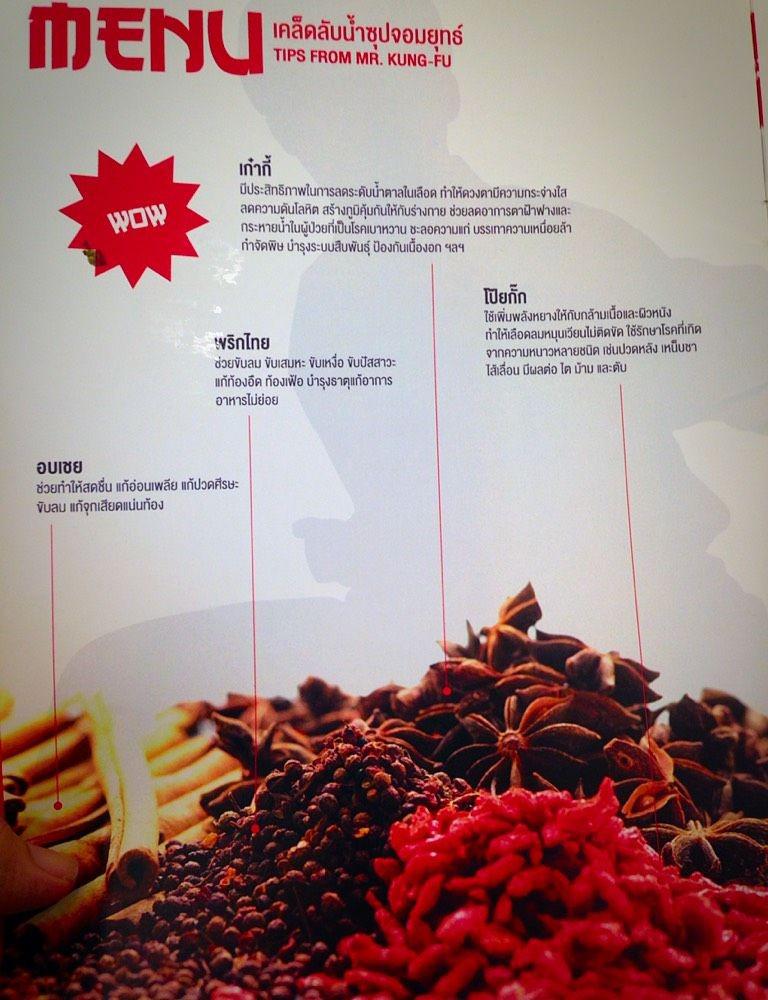 MENU
เคล็ดลับน้ำซุปจอมยุทธ์
TIPS FROM MR. KUNG-FU
WOW
เก๋ากี้
มีประสิทธิภาพในการลดระดับน้ำตาลในเลือด ทำให้ดวงตามีความกระจ่างใส
ลดความดันโลหิต สร้างภูมิคุ้มกันให้กับร่างกาย ช่วยลดอาการตาฝ้าฟางและ
กระหายน้ำในผู้ป่วยที่เป็นโรคเบาหวาน ชะลอความแก่ บรรเทาความเหนื่อยล้า
กำจัดพิษ บำรุงระบบสืบพันธุ์ ป้องกันเนื้องอก ฯลฯ
โป๊ยกั๊ก
ใช้เพิ่มพลังหยางให้กับกล้ามเนื้อและผิวหนัง
ทำให้เลือดลมหมุนเวียนไม่ติดขัด ใช้รักษาโรคที่เกิด
จากความหนาวหลายชนิด เช่นปวดหลัง เหน็บชา
ไส้เลื่อน มีผลต่อ ไต ม้าม และตับ
พริกไทย
ช่วยขับลม ขับเสมหะ ขับเหงื่อ ขับปัสสาวะ
แก้ท้องอืด ท้องเฟ้อ บำรุงธาตุแก้อาการ
อาหารไม่ย่อย
อบเชย
ช่วยทำให้สดชื่น แก้อ่อนเพลีย แก้ปวดศีรษะ
ขับลม แก้จุกเสียดแน่นท้อง